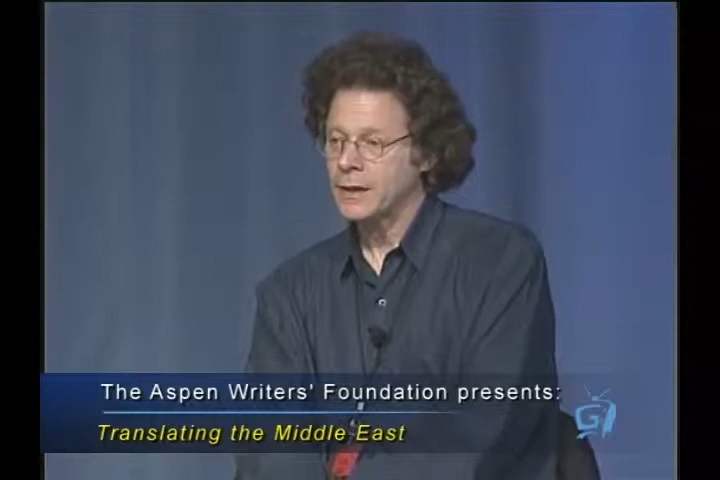 The Aspen Writers' Foundation presents:
Translating the Middle East
G